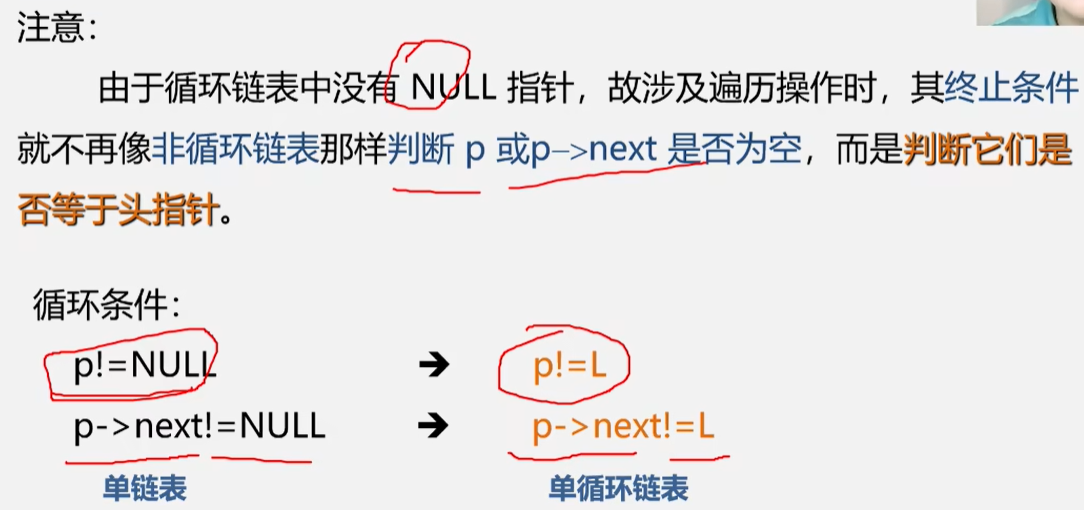 注意：
由于循环链表中没有 NULL 指针，故涉及遍历操作时，其终止条件
就不再像非循环链表那样判断 p 或p->next 是否为空，而是判断它们是
否等于头指针。
循环条件：
p!=NULL ➔ p!=L
p->next!=NULL ➔ p->next!=L
单链表 单循环链表